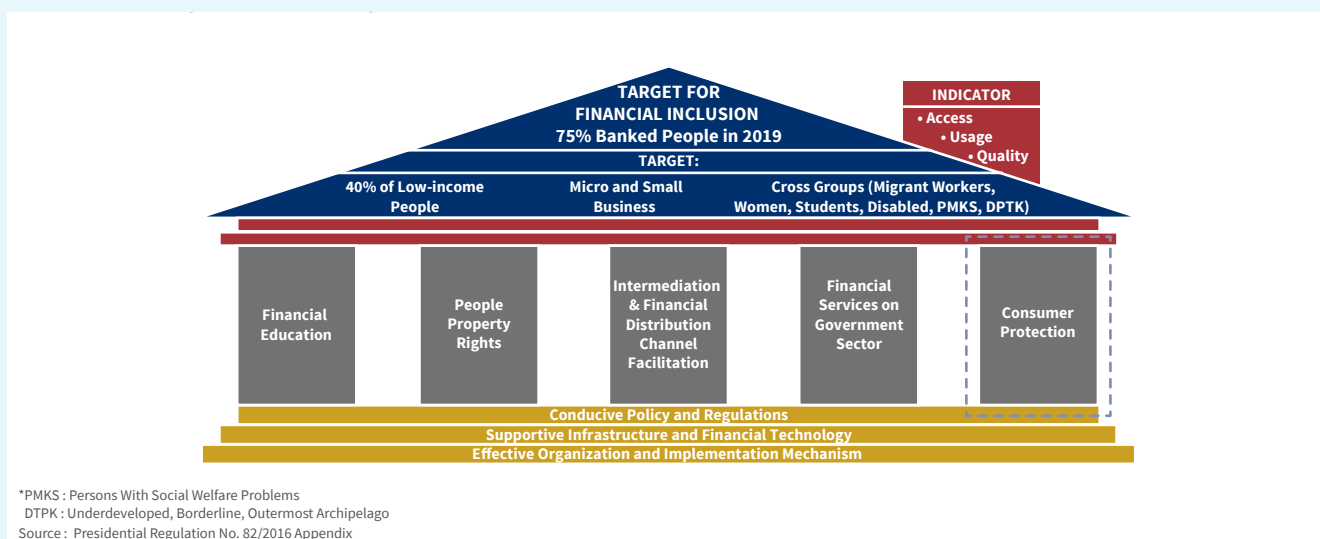 TARGET FOR
FINANCIAL INCLUSION
75% Banked People in 2019
INDICATOR
• Access
• Usage
• Quality
TARGET:
40% of Low-income
People
Micro and Small
Business
Cross Groups (Migrant Workers,
Women, Students, Disabled, PMKS, DPTK)
Financial
Education
People
Property
Rights
Intermediation
& Financial
Distribution
Channel
Facilitation
Financial
Services on
Government
Sector
Consumer
Protection
Conducive Policy and Regulations
Supportive Infrastructure and Financial Technology
Effective Organization and Implementation Mechanism
*PMKS : Persons With Social Welfare Problems
DTPK : Underdeveloped, Borderline, Outermost Archipelago
Source : Presidential Regulation No. 82/2016 Appendix